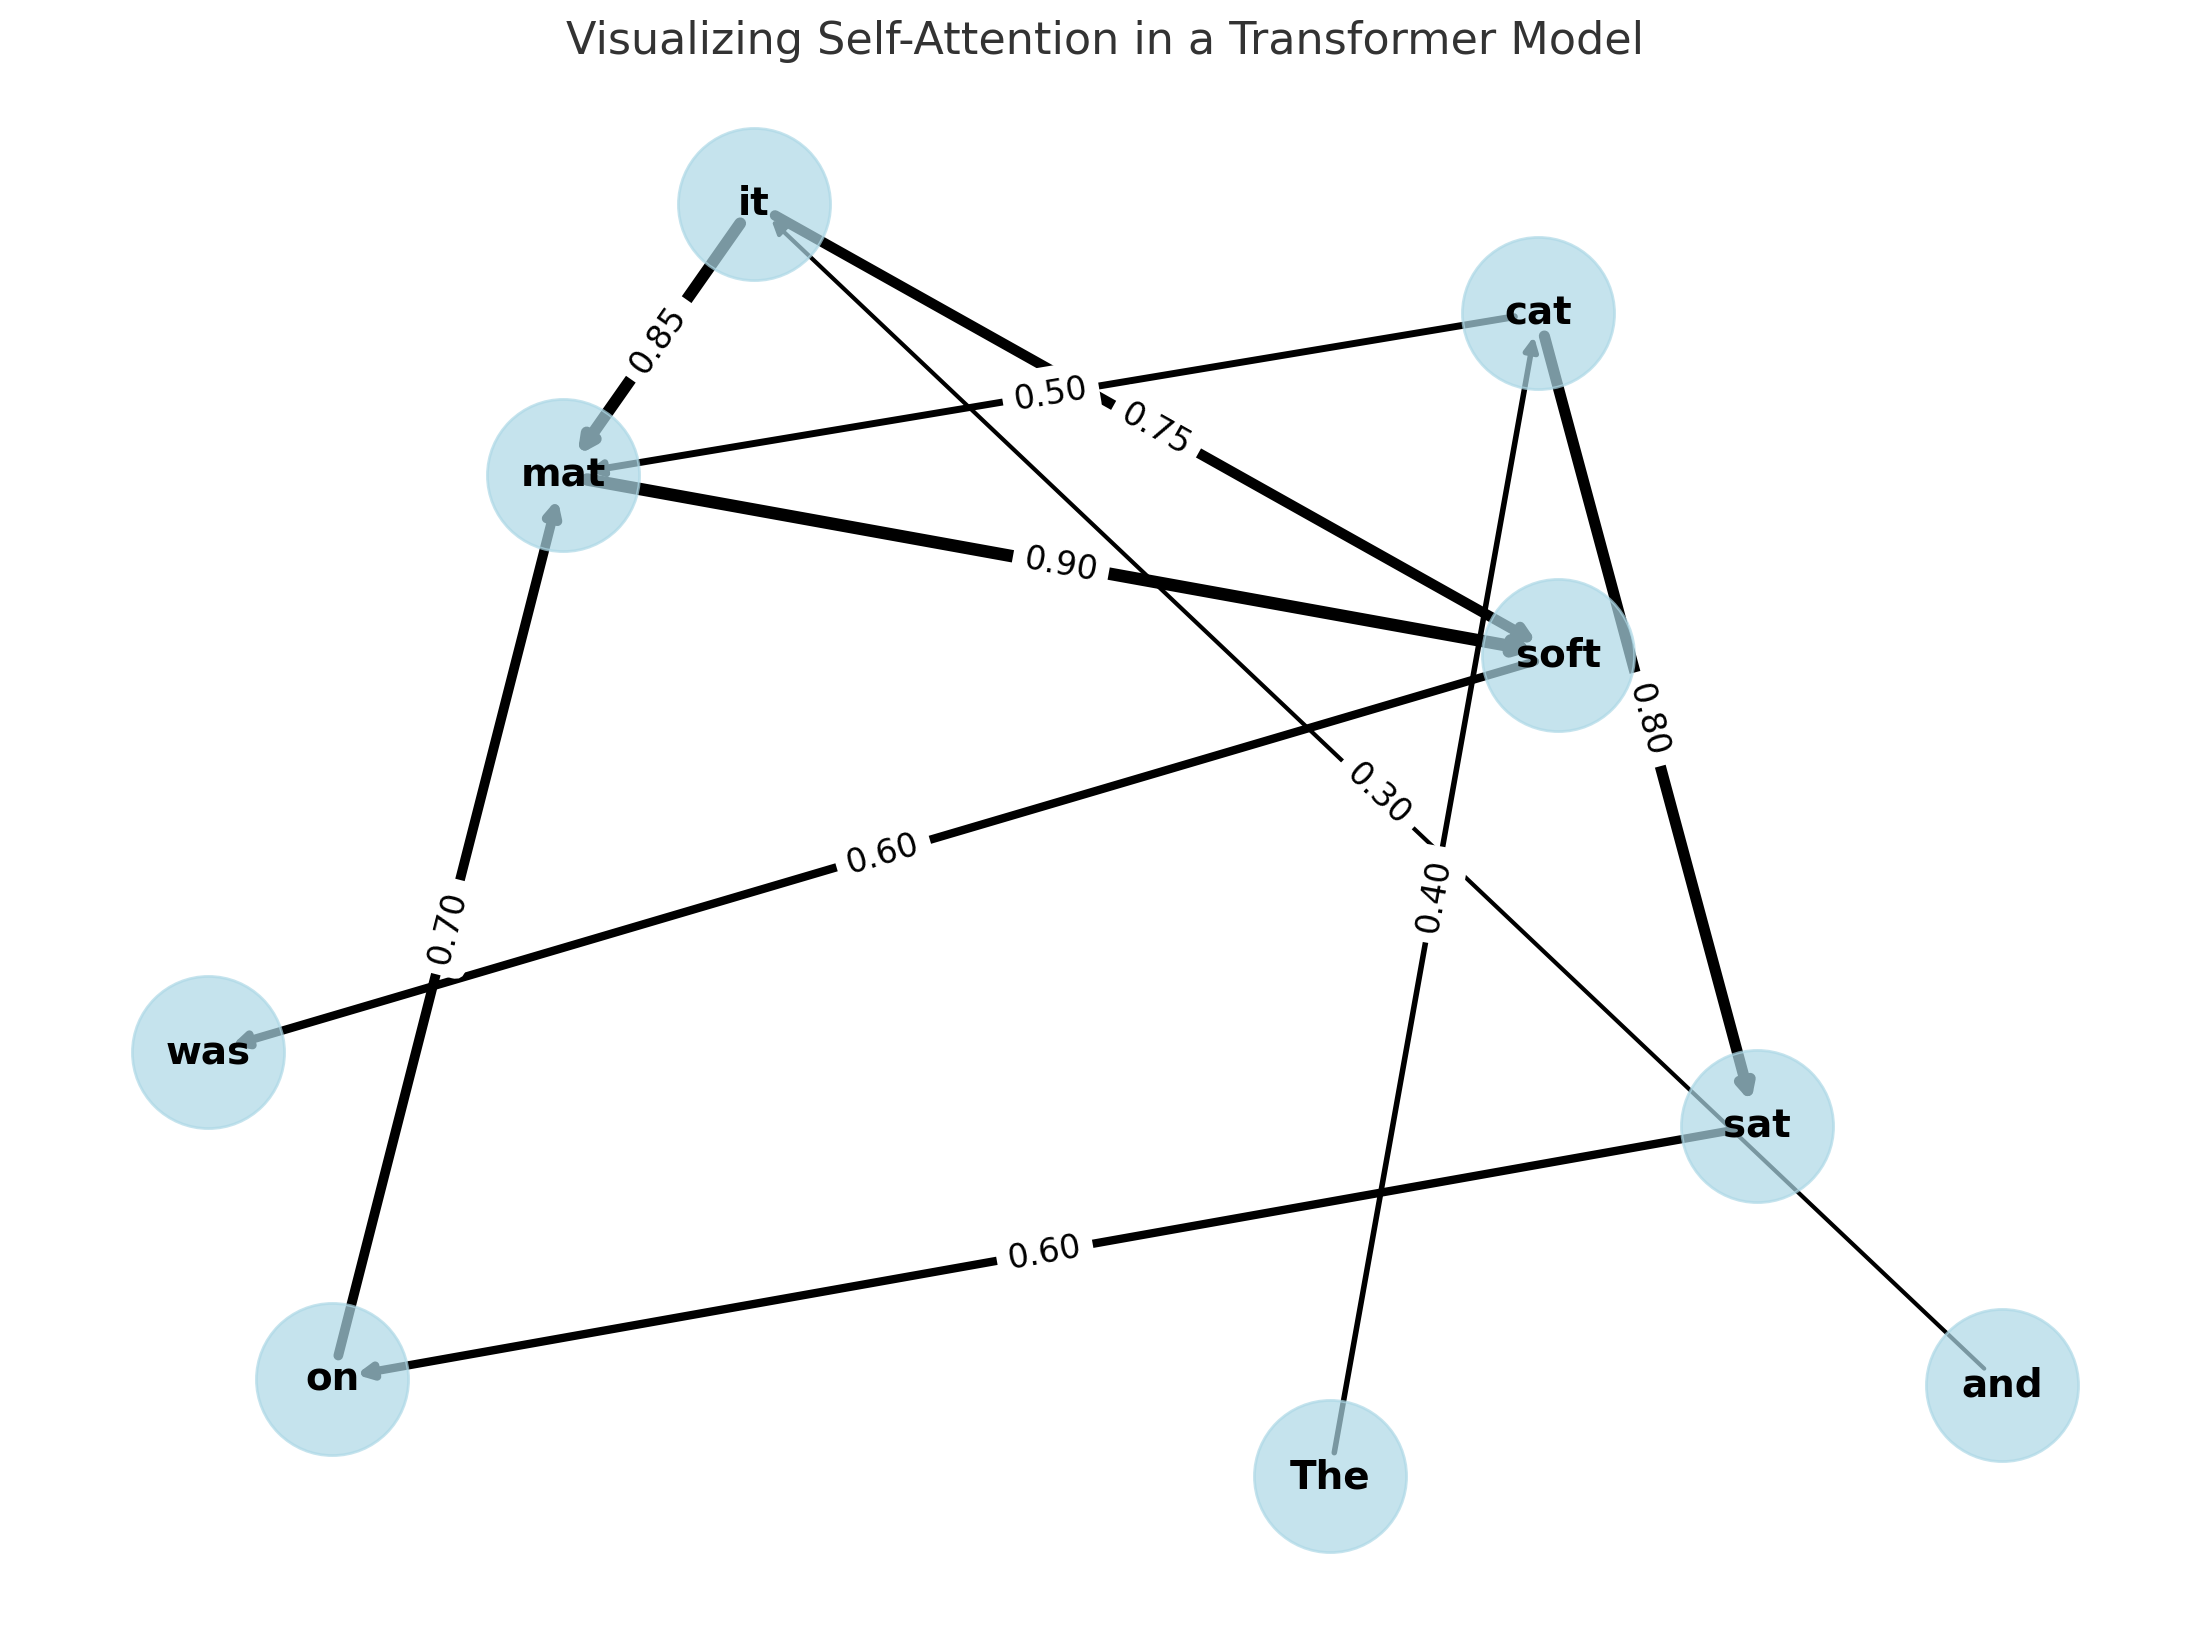 Visualizing Self-Attention in a Transformer Model
it
cat
0.85
0.50
0.75
mat
0.90
soft
0.80
0.30
0.60
0.40
0.70
was
sat
0.60
on
and
The